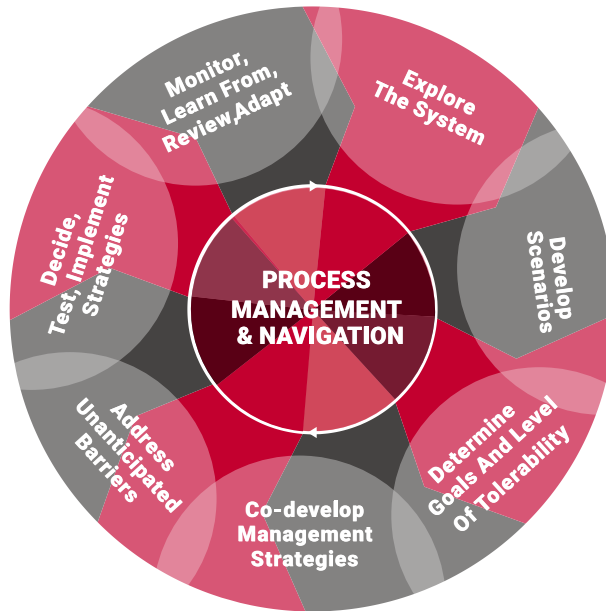 Monitor,
Learn From,
Review,Adapt
Explore
The System
Develop
Scenarios
Determine
Goals And Level
Of Tolerability
Co-develop
Management
Strategies
Address
Unanticipated
Barriers
Decide,
Test, Implement
Strategies
PROCESS
MANAGEMENT
& NAVIGATION